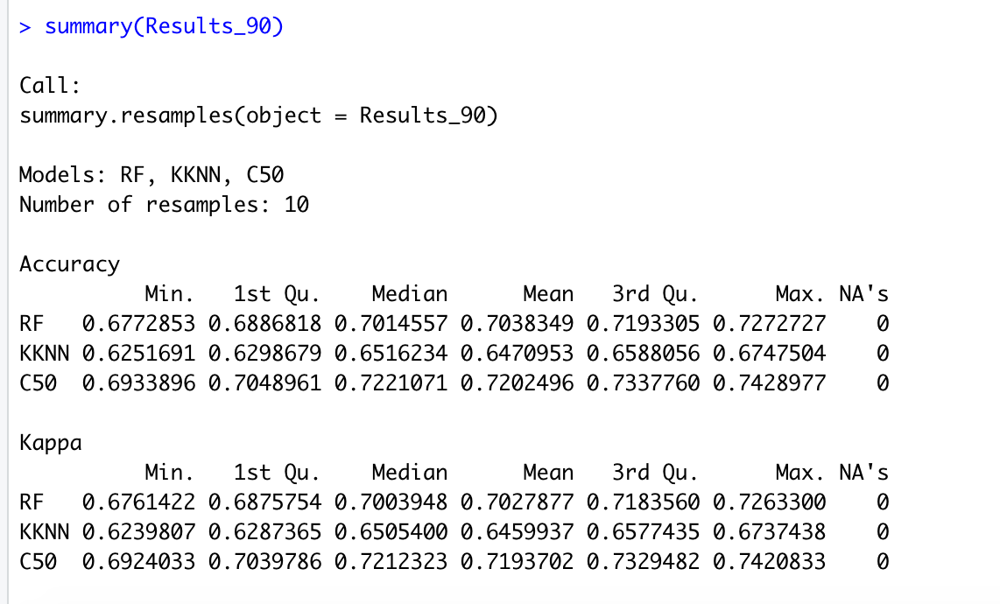 > summary(Results_90)
Call:
summary.resamples(object = Results_90)
Models: RF, KKNN, C50
Number of resamples: 10
Accuracy
Min. 1st Qu. Median Mean 3rd Qu. Max. NA's
RF 0.6772853 0.6886818 0.7014557 0.7038349 0.7193305 0.7272727 0
KKNN 0.6251691 0.6298679 0.6516234 0.6470953 0.6588056 0.6747504 0
C50 0.6933896 0.7048961 0.7221071 0.7202496 0.7337760 0.7428977 0
Kappa
Min. 1st Qu. Median Mean 3rd Qu. Max. NA's
RF 0.6761422 0.6875754 0.7003948 0.7027877 0.7183560 0.7263300 0
KKNN 0.6239807 0.6287365 0.6505400 0.6459937 0.6577435 0.6737438 0
C50 0.6924033 0.7039786 0.7212323 0.7193702 0.7329482 0.7420833 0